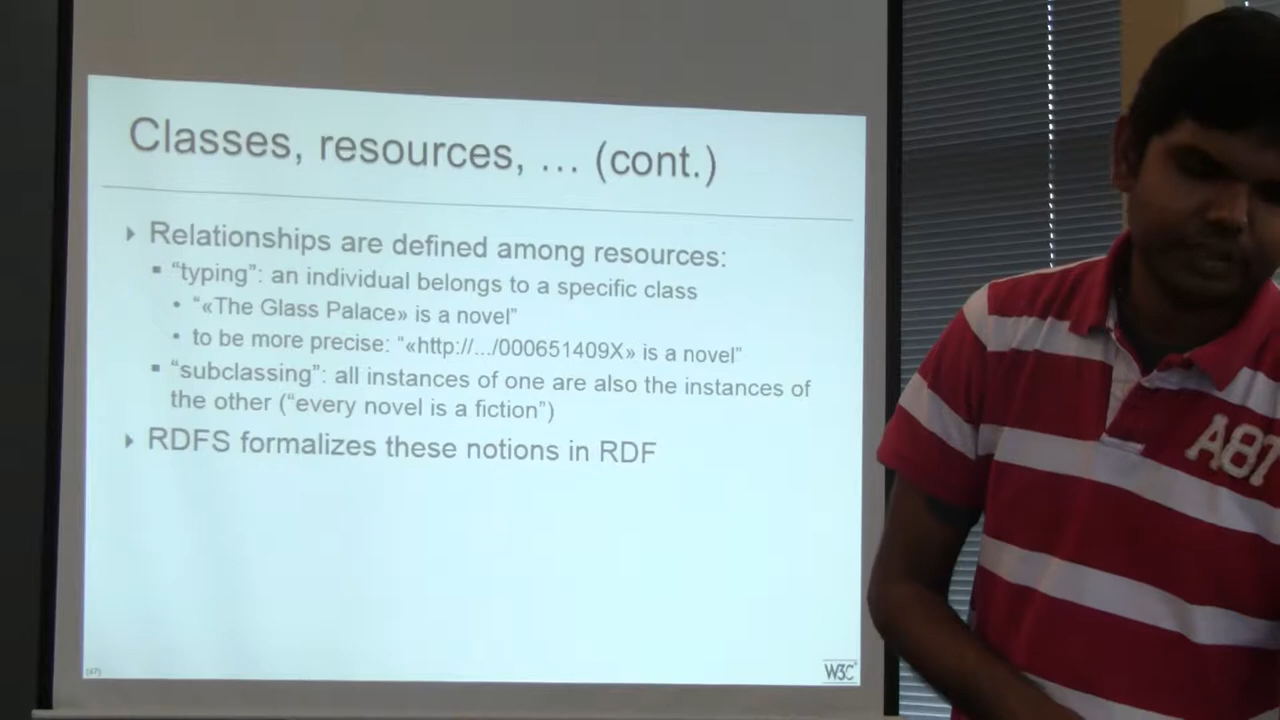 Classes, resources, … (cont.)
Relationships are defined among resources:
“typing”: an individual belongs to a specific class
“«The Glass Palace» is a novel”
to be more precise: “«http://.../000651409X» is a novel”
“subclassing”: all instances of one are also the instances of
the other (“every novel is a fiction”)
RDFS formalizes these notions in RDF
(47)
W3C
A87